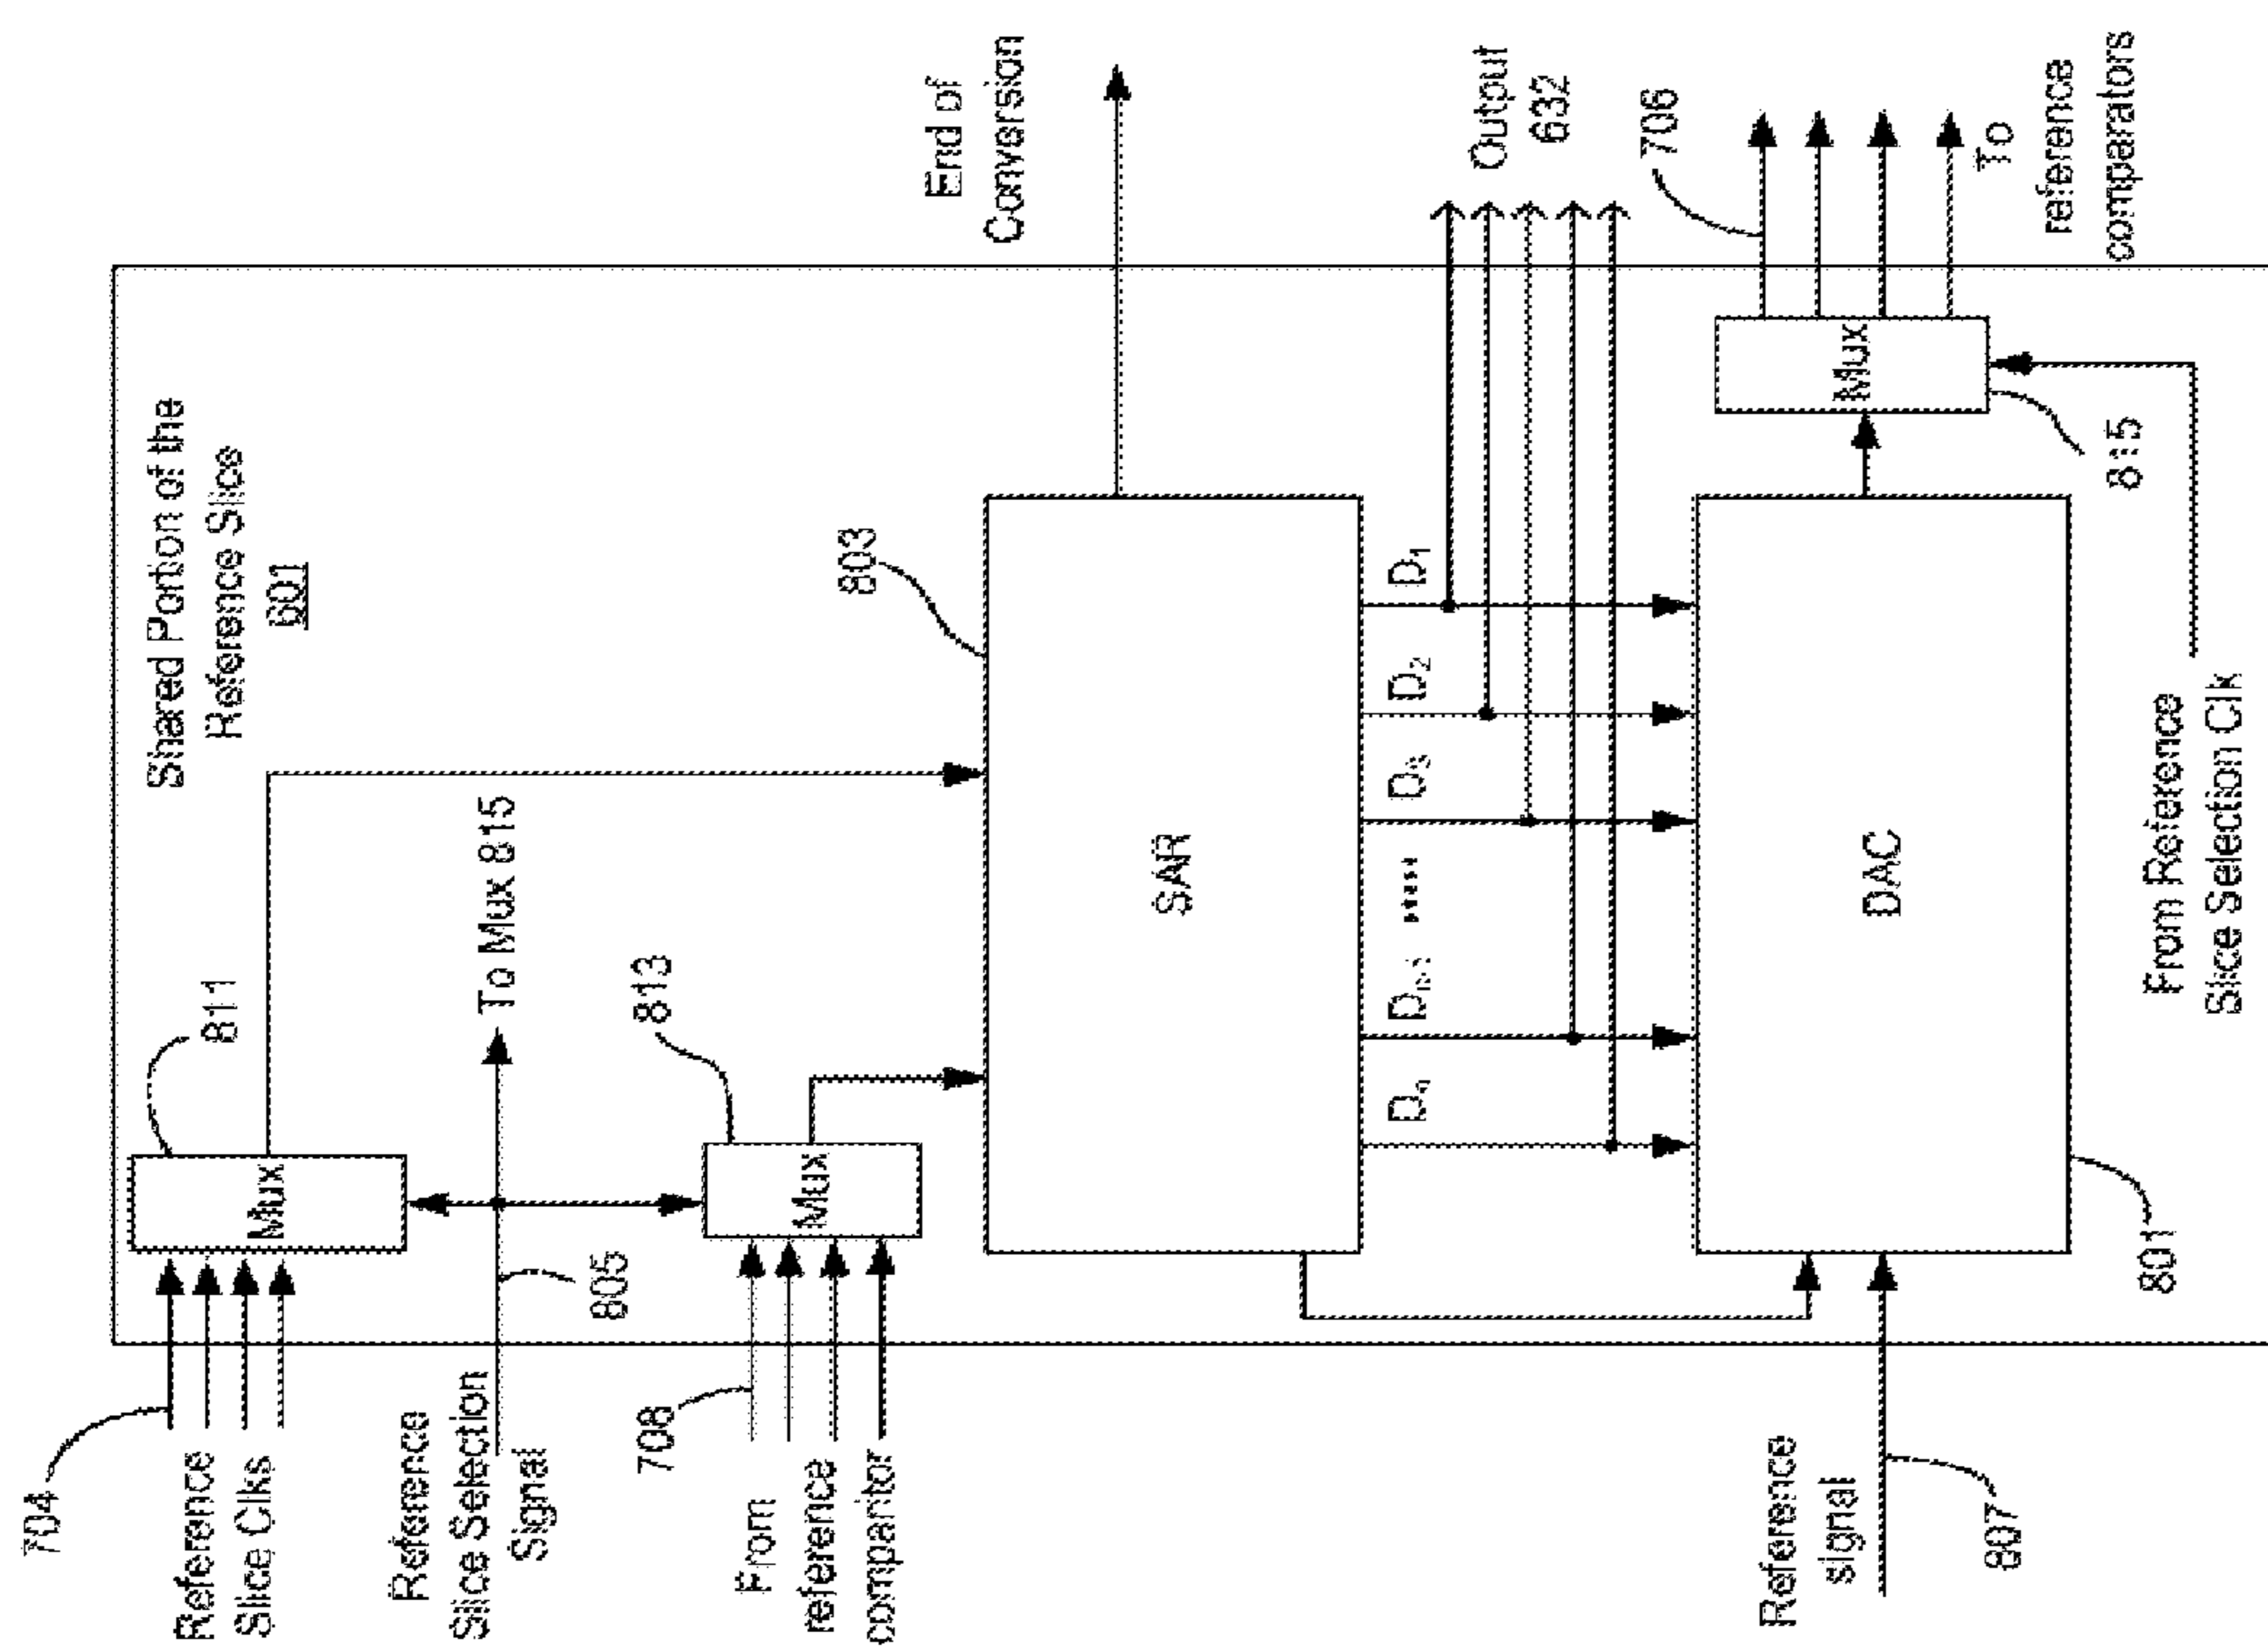 Shared Portion of the
Reference Slice
601
704
Reference
Slice Clks
Mux
811
Reference
Slice Selection
Signal
805
To Mux 815
708
From
reference
comparitor
Mux
813
803
SAR
End of
Conversion
Dₙ
Dₙ₋₁
.....
D₃
D₂
D₁
Output
632
Reference
signal
807
801
DAC
Mux
815
706
To
reference
comparators
From Reference
Slice Selection Clk